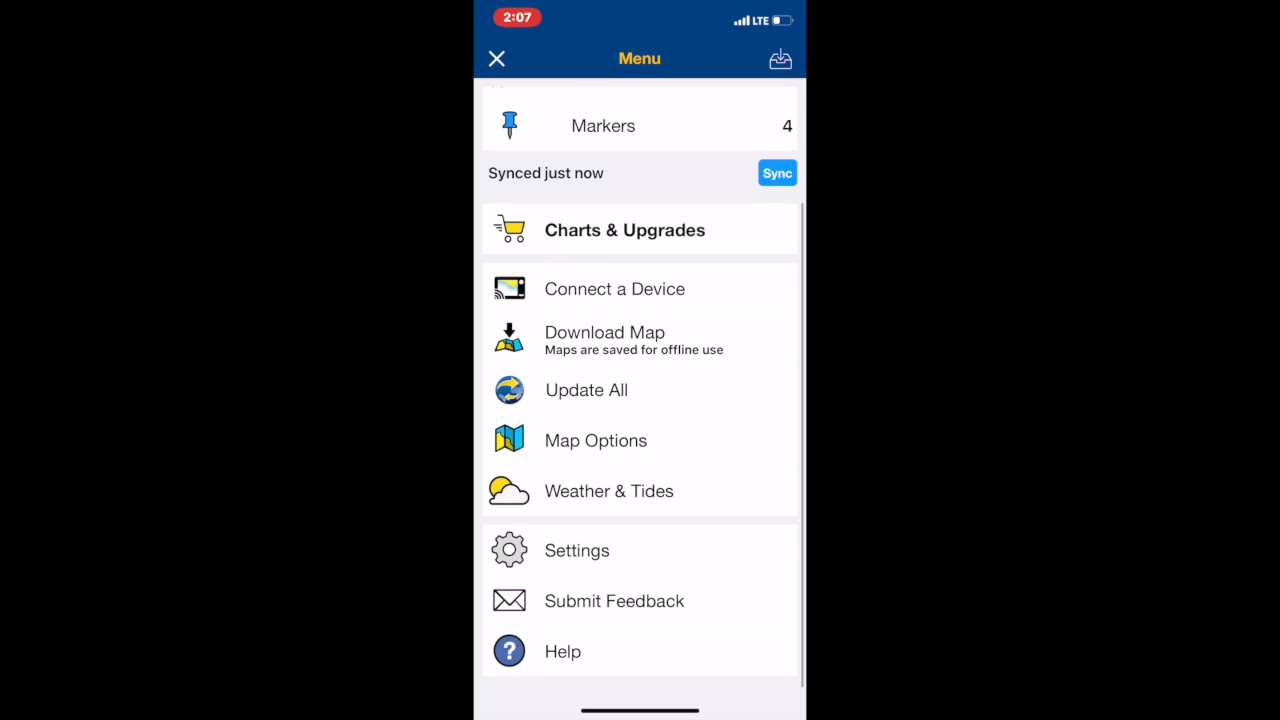 2:07
LTE
Menu
Markers 4
Synced just now Sync
Charts & Upgrades
Connect a Device
Download Map
Maps are saved for offline use
Update All
Map Options
Weather & Tides
Settings
Submit Feedback
? Help